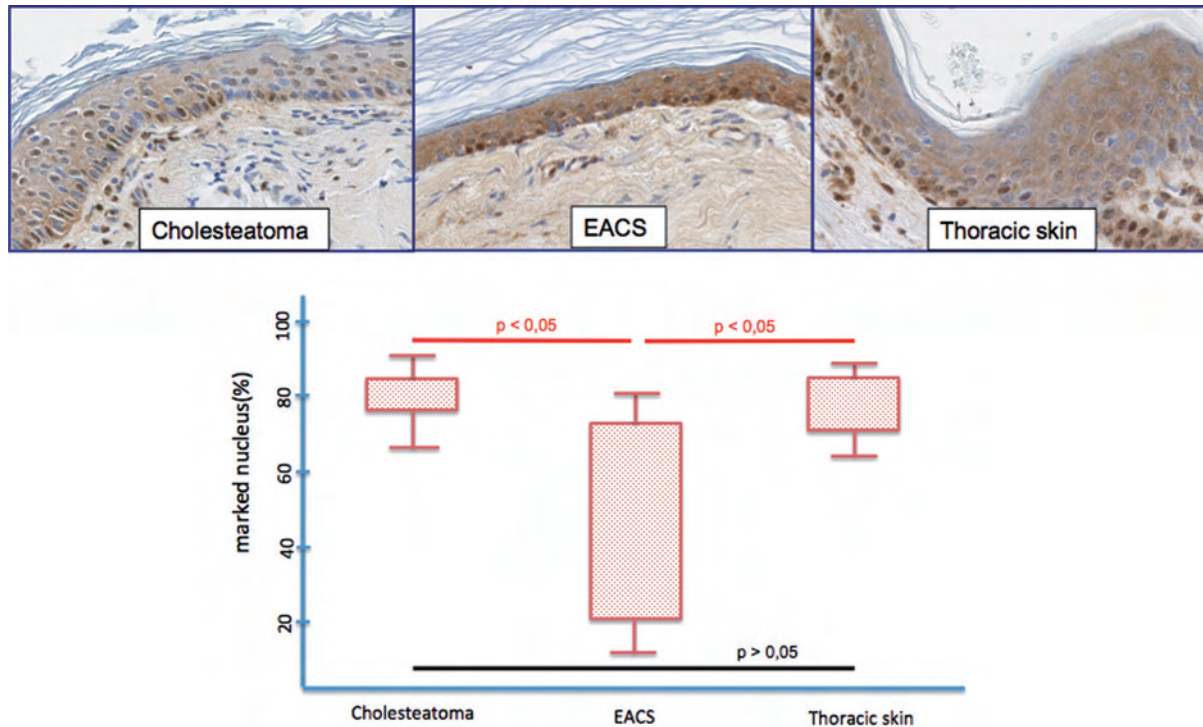 Cholesteatoma
EACS
Thoracic skin
p < 0,05
p < 0,05
100
80
60
40
20
marked nucleus(%)
p > 0,05
Cholesteatoma
EACS
Thoracic skin